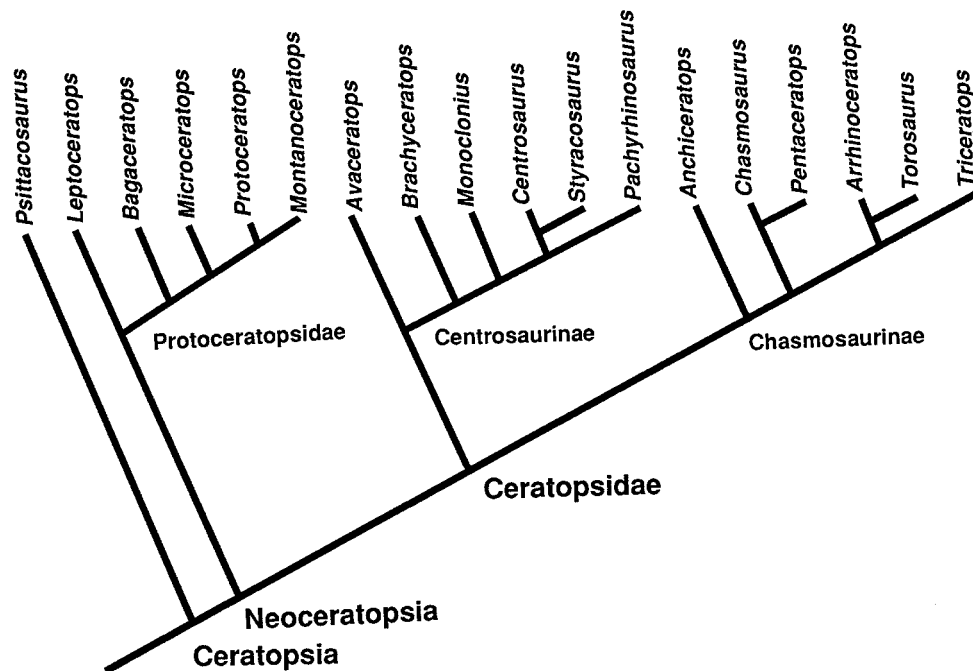 Psittacosaurus
Leptoceratops
Bagaceratops
Microceratops
Protoceratops
Montanoceratops
Avaceratops
Brachyceratops
Monoclonius
Centrosaurus
Styracosaurus
Pachyrhinosaurus
Anchiceratops
Chasmosaurus
Pentaceratops
Arrhinoceratops
Torosaurus
Triceratops
Protoceratopsidae
Centrosaurinae
Chasmosaurinae
Ceratopsidae
Neoceratopsia
Ceratopsia